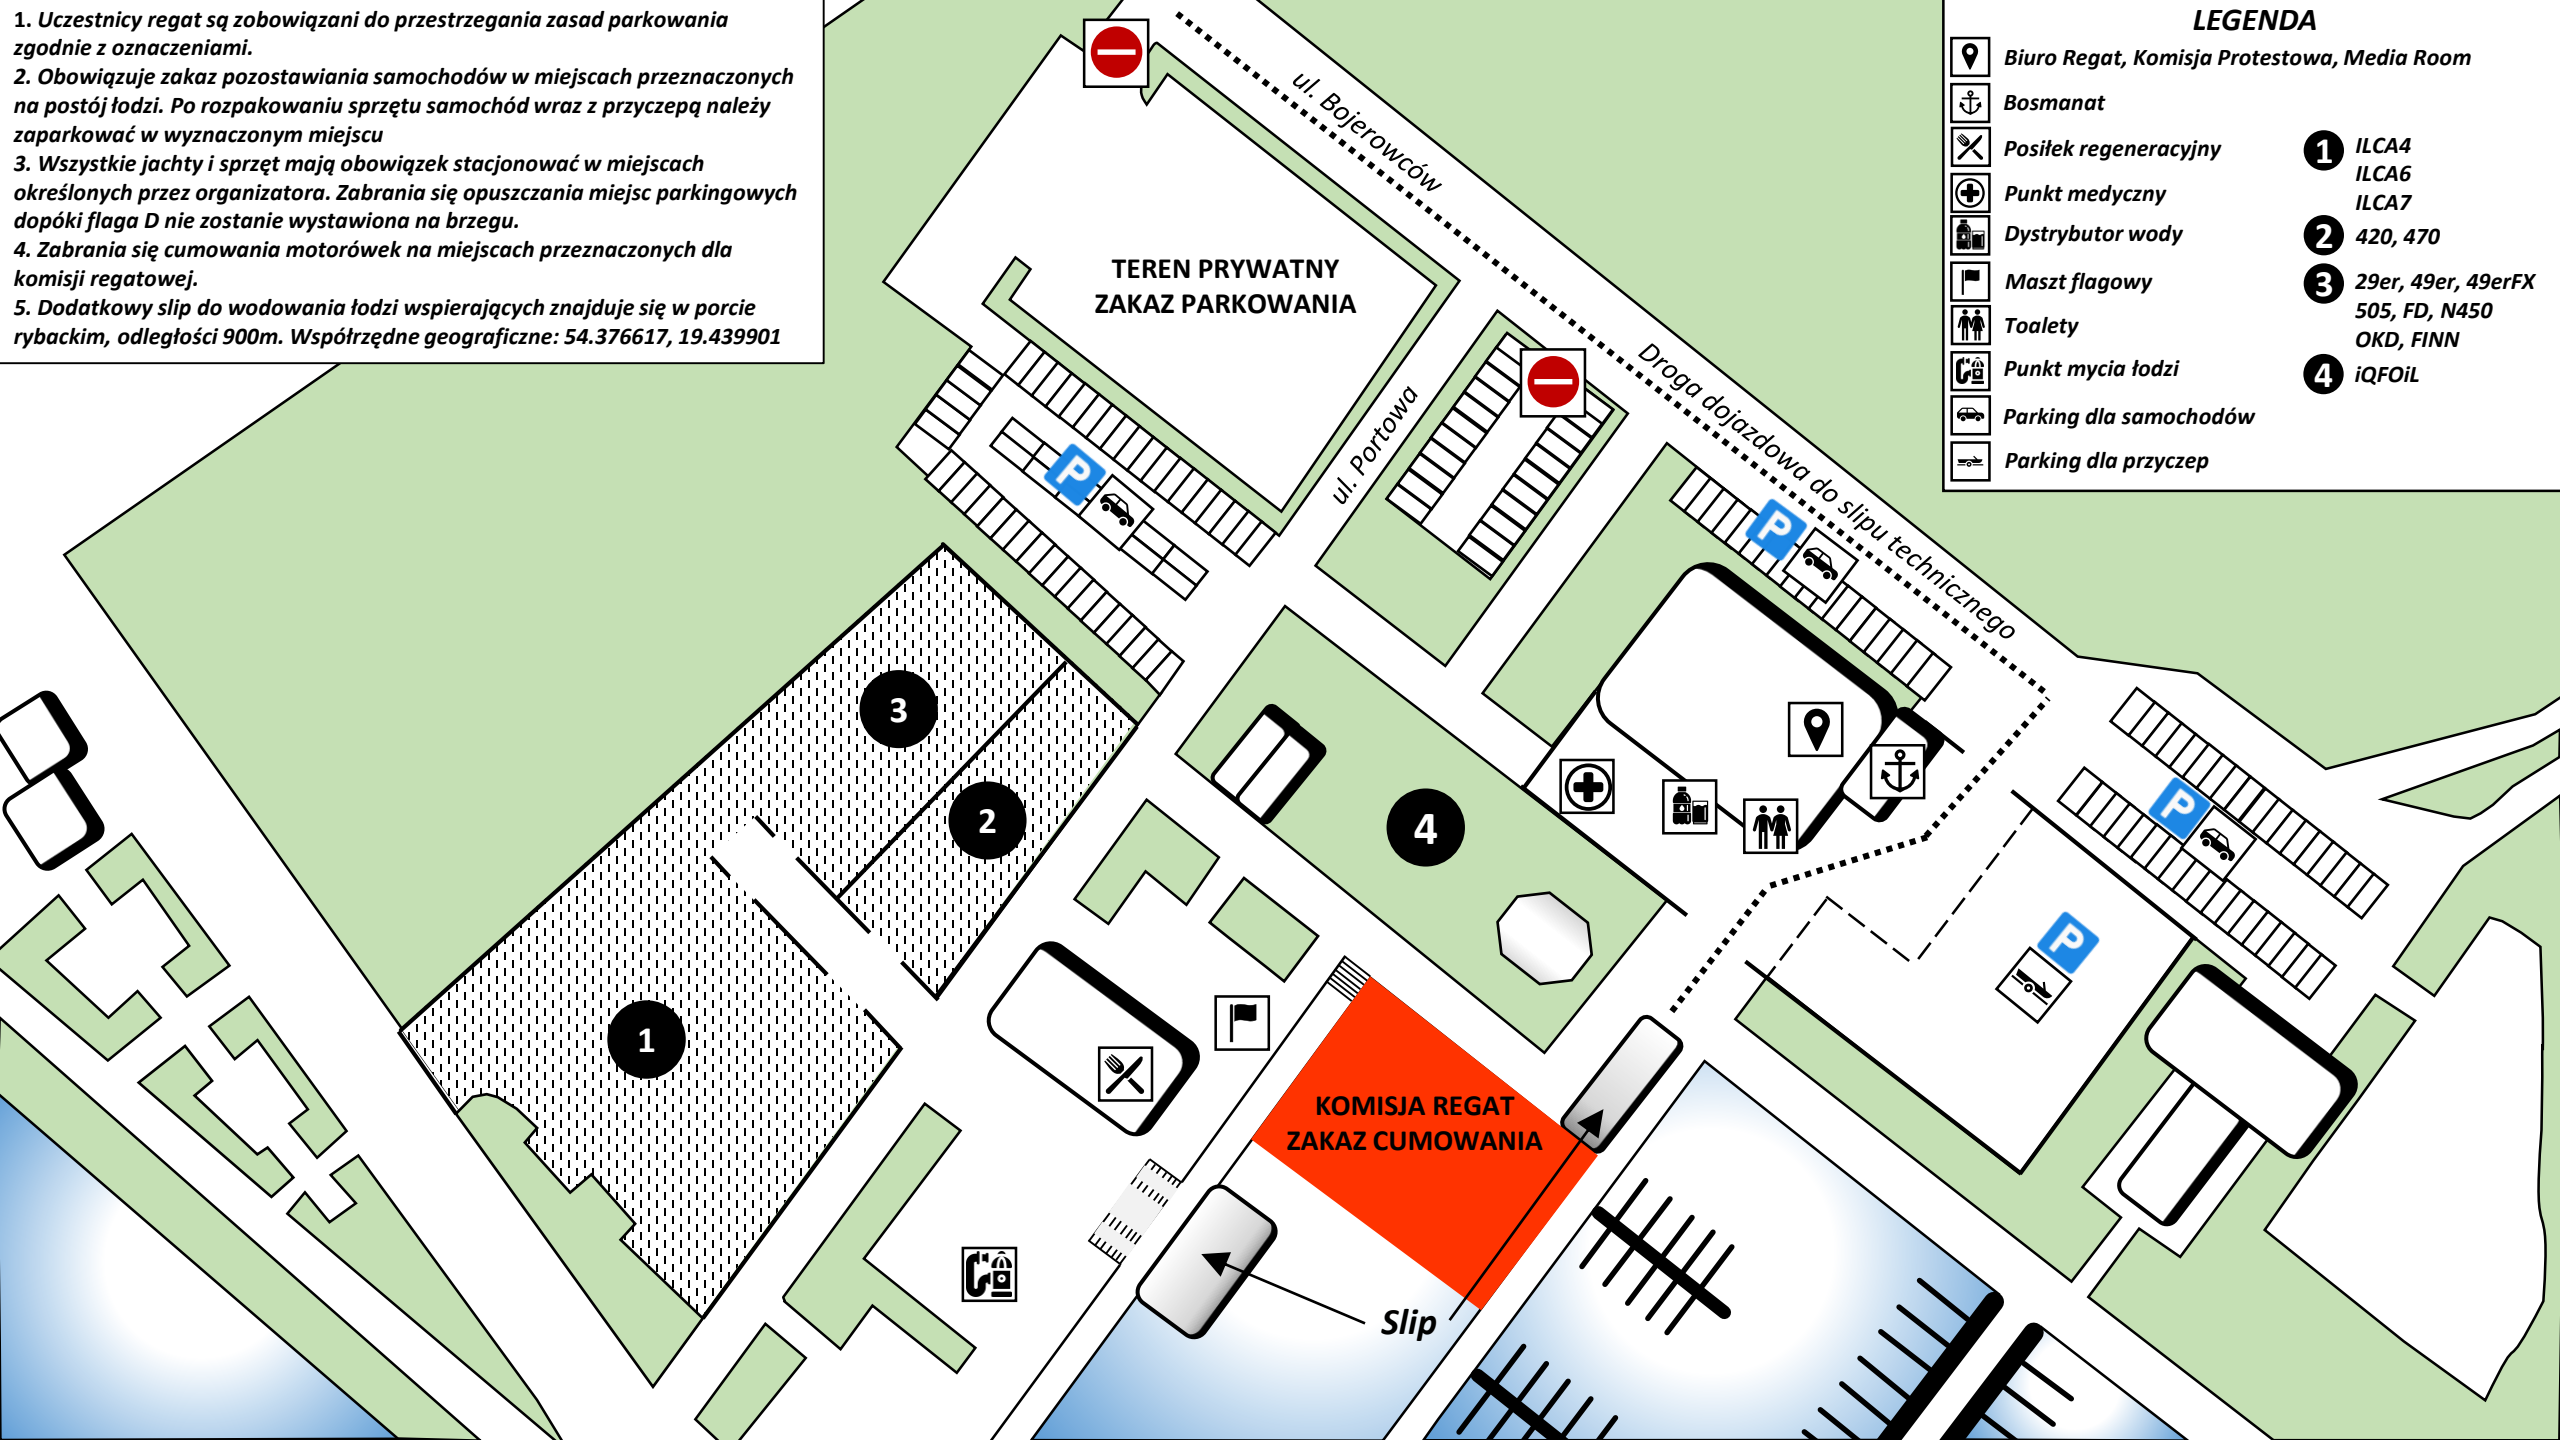 1. Uczestnicy regat są zobowiązani do przestrzegania zasad parkowania
zgodnie z oznaczeniami.
2. Obowiązuje zakaz pozostawiania samochodów w miejscach przeznaczonych
na postój łodzi. Po rozpakowaniu sprzętu samochód wraz z przyczepą należy
zaparkować w wyznaczonym miejscu
3. Wszystkie jachty i sprzęt mają obowiązek stacjonować w miejscach
określonych przez organizatora. Zabrania się opuszczania miejsc parkingowych
dopóki flaga D nie zostanie wystawiona na brzegu.
4. Zabrania się cumowania motorówek na miejscach przeznaczonych dla
komisji regatowej.
5. Dodatkowy slip do wodowania łodzi wspierających znajduje się w porcie
rybackim, odległości 900m. Współrzędne geograficzne: 54.376617, 19.439901
LEGENDA
Biuro Regat, Komisja Protestowa, Media Room
Bosmanat
Posiłek regeneracyjny
Punkt medyczny
Dystrybutor wody
Maszt flagowy
Toalety
Punkt mycia łodzi
Parking dla samochodów
Parking dla przyczep
1 ILCA4
ILCA6
ILCA7
2 420, 470
3 29er, 49er, 49erFX
505, FD, N450
OKD, FINN
4 iQFOiL
ul. Bojerowców
TEREN PRYWATNY
ZAKAZ PARKOWANIA
ul. Portowa
Droga dojazdowa do slipu technicznego
P
P
3
2
4
P
P
1
KOMISJA REGAT
ZAKAZ CUMOWANIA
Slip